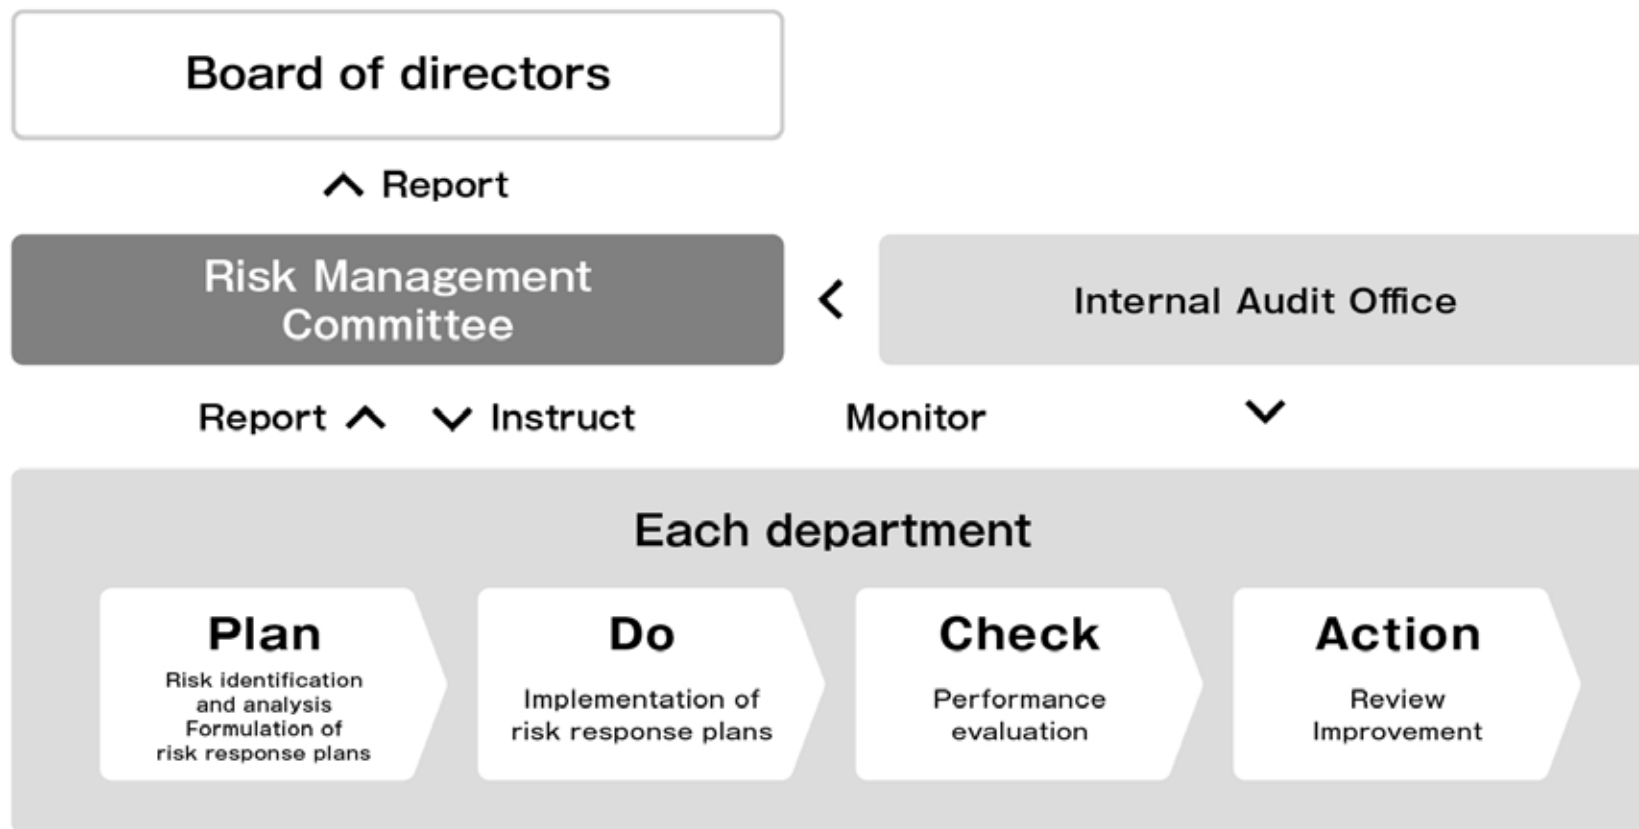 Board of directors
Report
Risk Management
Committee
Internal Audit Office
Report
Instruct
Monitor
Each department
Plan
Risk identification
and analysis
Formulation of
risk response plans
Do
Implementation of
risk response plans
Check
Performance
evaluation
Action
Review
Improvement